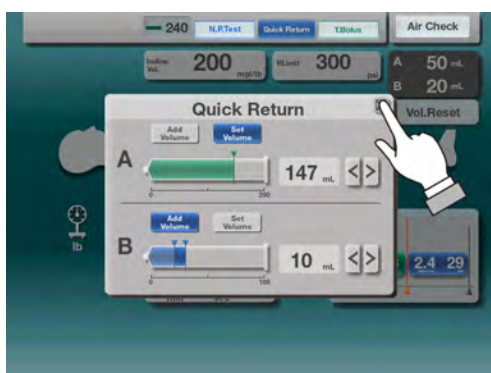 240 N.P.Test Quick Return T.Bolus Air Check
Iodine Vol. 200 mgI/lb P.Limit 300 psi A 50 mL
B 20 mL
Quick Return Vol.Reset
Add Volume Set Volume
A 147 mL < >
0 200
lb
Add Volume Set Volume
B 10 mL < >
0 100
2.4 29